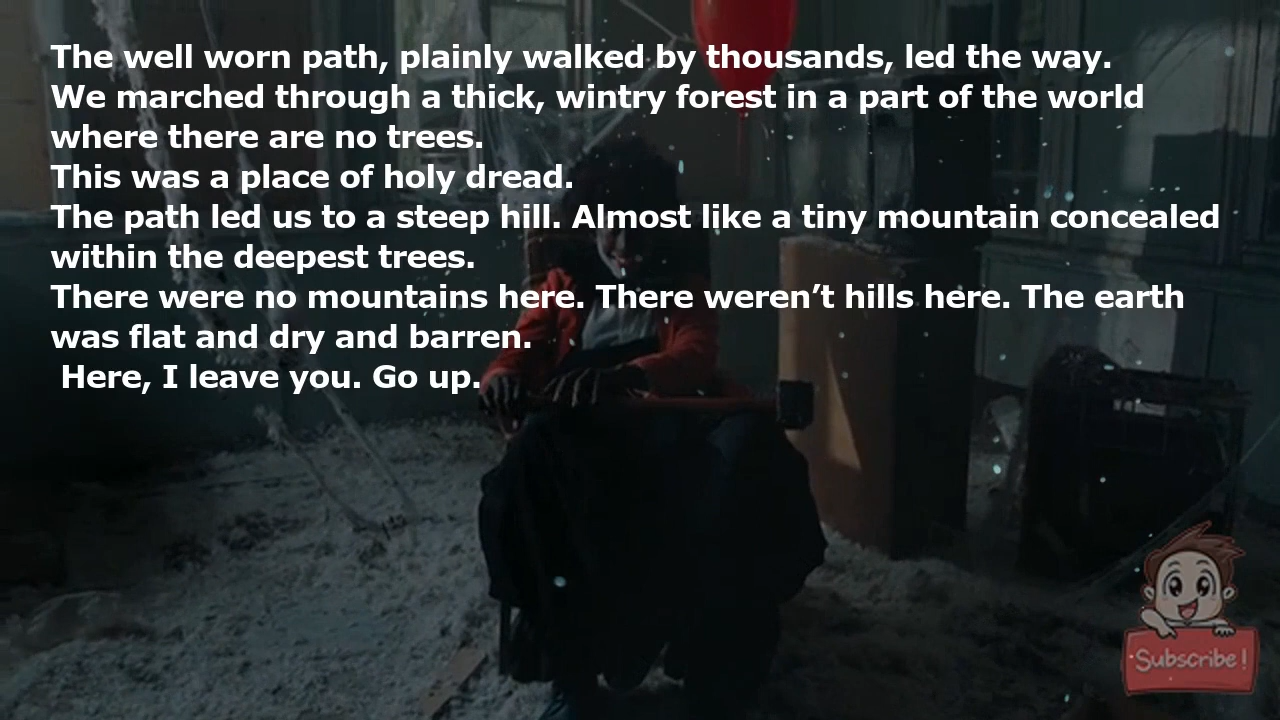 The well worn path, plainly walked by thousands, led the way.
We marched through a thick, wintry forest in a part of the world
where there are no trees.
This was a place of holy dread.
The path led us to a steep hill. Almost like a tiny mountain concealed
within the deepest trees.
There were no mountains here. There weren’t hills here. The earth
was flat and dry and barren.
Here, I leave you. Go up.
Subscribe!